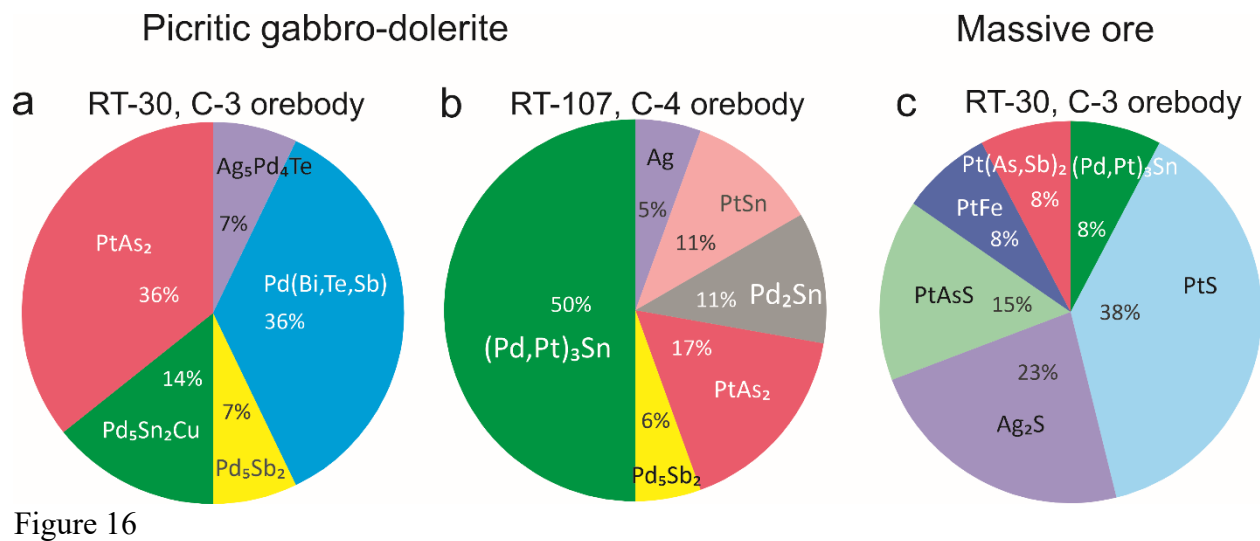 Picritic gabbro-dolerite
Massive ore
a RT-30, C-3 orebody
Ag₅Pd₄Te
7%
Pd(Bi,Te,Sb)
36%
7%
Pd₅Sb₂
14%
Pd₅Sn₂Cu
PtAs₂
36%
b RT-107, C-4 orebody
Ag
5%
PtSn
11%
11% Pd₂Sn
17%
PtAs₂
6%
Pd₅Sb₂
50%
(Pd,Pt)₃Sn
c RT-30, C-3 orebody
(Pd,Pt)₃Sn
8%
PtS
38%
23%
Ag₂S
PtAsS
15%
PtFe
8%
Pt(As,Sb)₂
8%
Figure 16